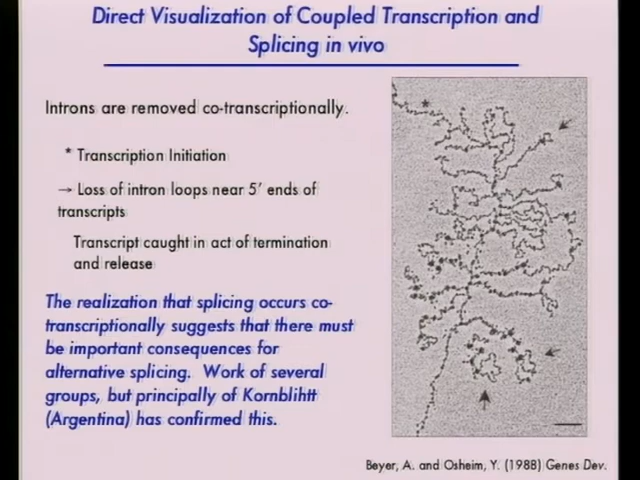 Direct Visualization of Coupled Transcription and
Splicing in vivo
Introns are removed co-transcriptionally.
* Transcription Initiation
→ Loss of intron loops near 5' ends of
transcripts
Transcript caught in act of termination
and release
The realization that splicing occurs co-
transcriptionally suggests that there must
be important consequences for
alternative splicing. Work of several
groups, but principally of Kornblihtt
(Argentina) has confirmed this.
*
Beyer, A. and Osheim, Y. (1988) Genes Dev.